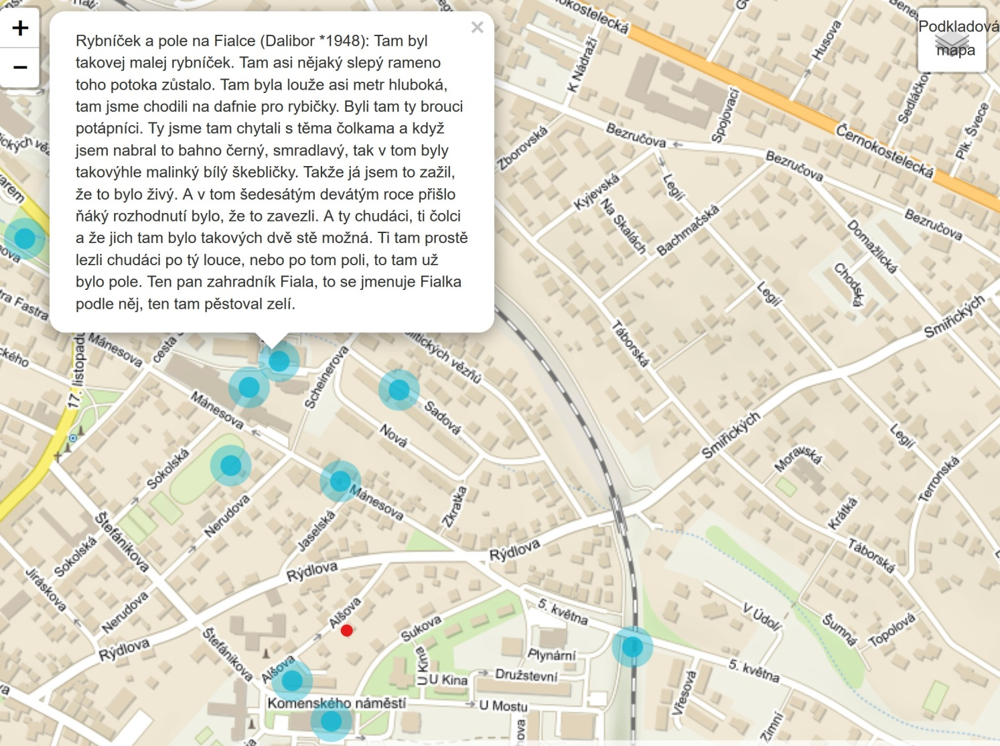 +
−
×
Rybníček a pole na Fialce (Dalibor *1948): Tam byl
takovej malej rybníček. Tam asi nějaký slepý rameno
toho potoka zůstalo. Tam byla louže asi metr hluboká,
tam jsme chodili na dafnie pro rybičky. Byli tam ty brouci
potápníci. Ty jsme tam chytali s těma čolkama a když
jsem nabral to bahno černý, smradlavý, tak v tom byly
takovýhle malinký bílý škebličky. Takže já jsem to zažil,
že to bylo živý. A v tom šedesátým devátým roce přišlo
ňáký rozhodnutí bylo, že to zavezli. A ty chudáci, ti čolci
a že jich tam bylo takových dvě stě možná. Ti tam prostě
lezli chudáci po tý louce, nebo po tom poli, to tam už
bylo pole. Ten pan zahradník Fiala, to se jmenuje Fialka
podle něj, ten tam pěstoval zelí.
Podkladová
mapa
K Nádraží
Husova
Sedláčkov
Plk. Švece
Spojovací
Černokostelecká
Bezručova
Bezručova
Bezručova
Zborovská
Kyjevská
Na Skalách
Legií
Bachmačská
Domažlická
Chodská
Legií
Smiřických
Táborská
Mánesova
cesta
17. listopadu
Scheinerova
olitických vězňů
Mánesova
Sadová
Nová
Smiřických
Legií
Moravská
Terronská
Krátká
Táborská
Sokolská
Mánesova
Zkratka
Nerudova
Jaselská
Štefánikova
Sokolská
Rýdlova
Rýdlova
Jiráskova
Nerudova
Rýdlova
Štefánikova
Alšova
Alšova
Sukova
5. května
V Údolí
Šumná
Topolová
Plynární
U Kina
U Kina
Družstevní
5. května
Komenského náměstí
U Mostu
Vřesová
Zimní